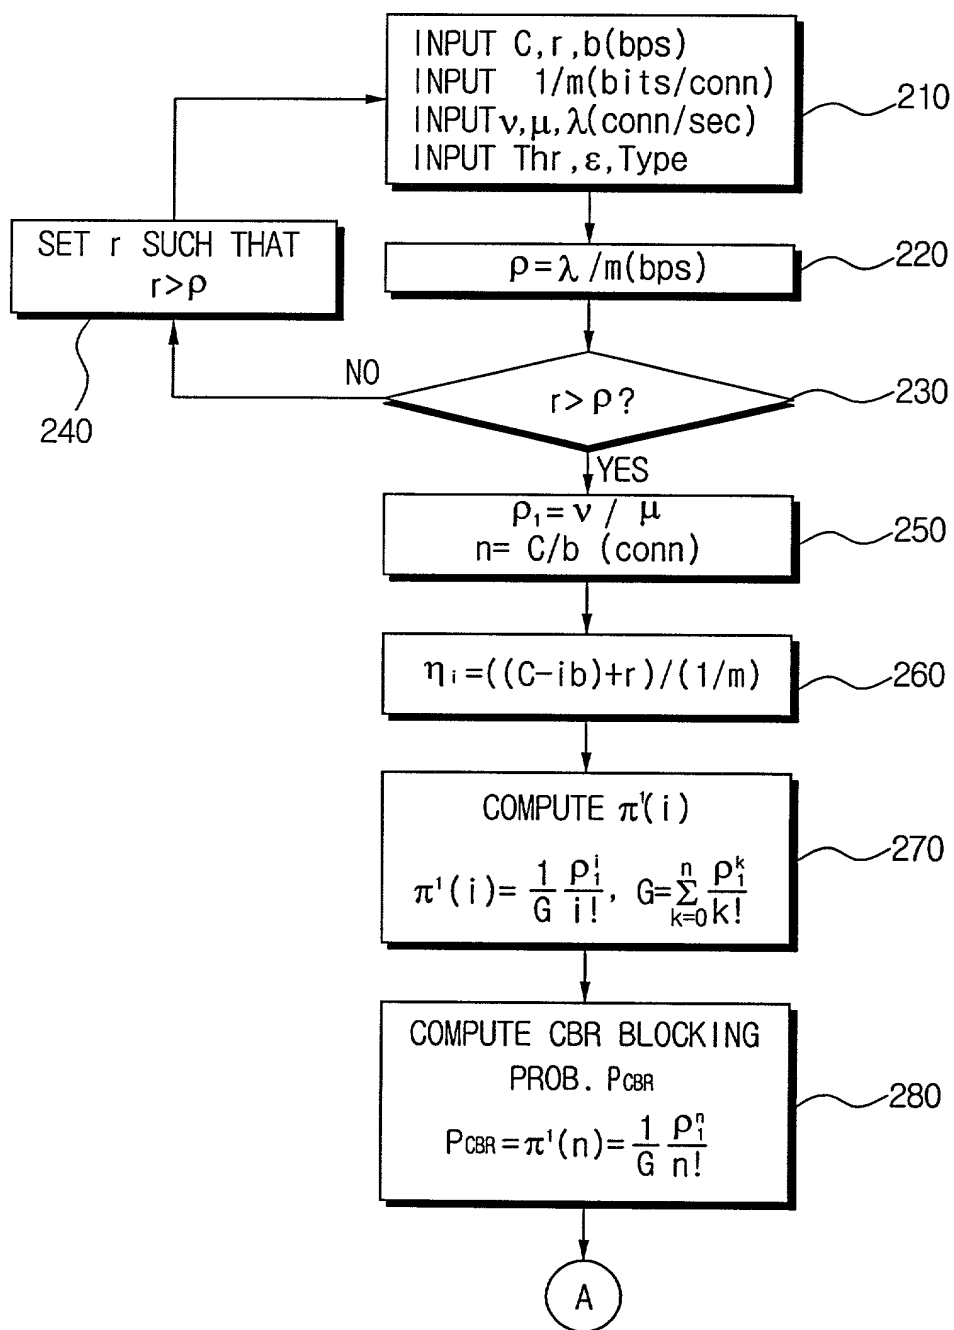 INPUT C,r,b(bps)
INPUT 1/m(bits/conn)
INPUT ν,μ,λ(conn/sec)
INPUT Thr,ε,Type
210
SET r SUCH THAT
r>ρ
240
ρ=λ/m(bps)
220
NO
r>ρ?
230
YES
ρ₁=ν/μ
n= C/b (conn)
250
ηᵢ=((C-ib)+r)/(1/m)
260
COMPUTE π¹(i)
π¹(i)= 1/G ρ₁ⁱ/i!, G=Σ_{k=0}^{n} ρ₁ᵏ/k!
270
COMPUTE CBR BLOCKING
PROB. PCBR
PCBR=π¹(n)= 1/G ρ₁ⁿ/n!
280
A